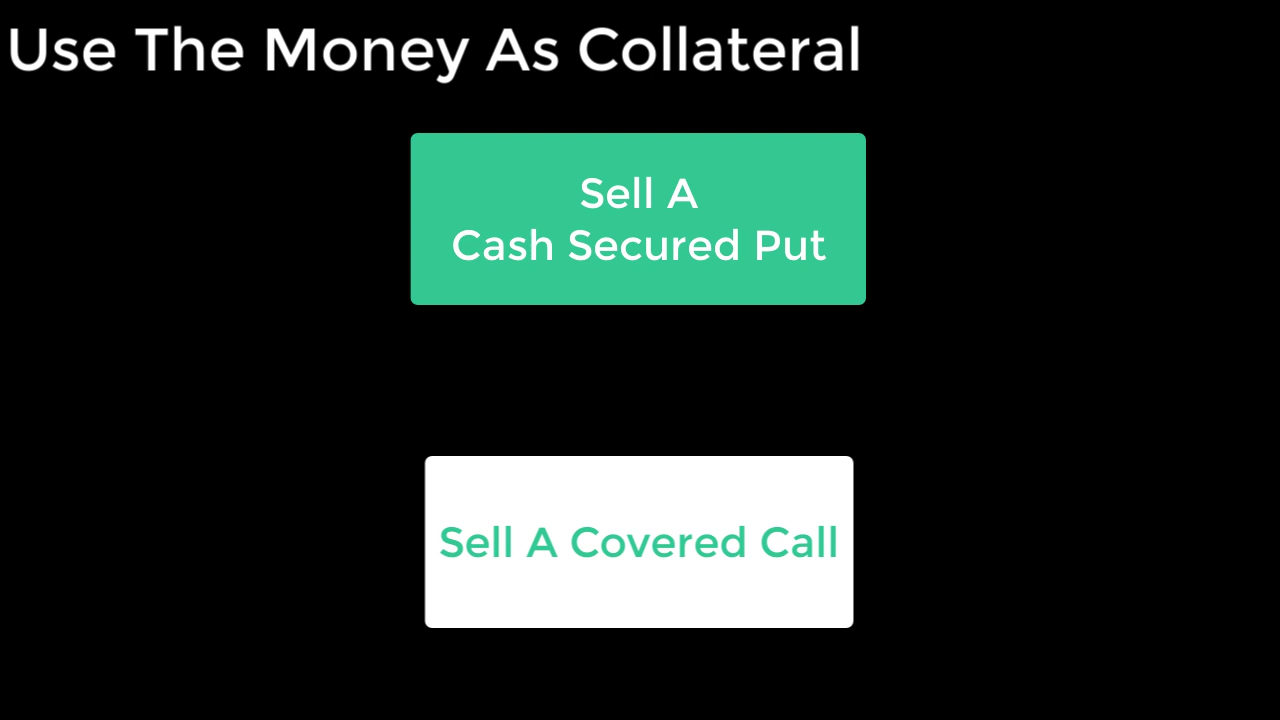 Use The Money As Collateral
Sell A
Cash Secured Put
Sell A Covered Call